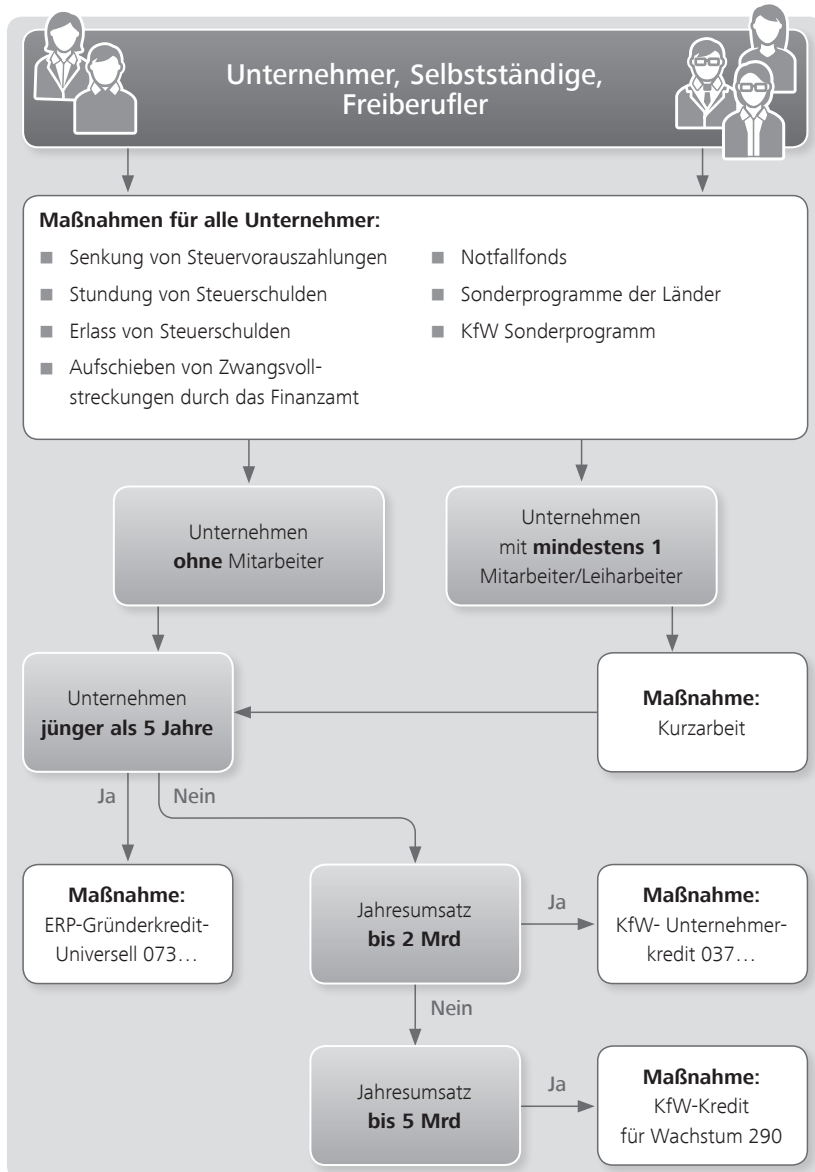 Unternehmer, Selbstständige,
Freiberufler
Maßnahmen für alle Unternehmer:
Senkung von Steuervorauszahlungen
Stundung von Steuerschulden
Erlass von Steuerschulden
Aufschieben von Zwangsvoll-
streckungen durch das Finanzamt
Notfallfonds
Sonderprogramme der Länder
KfW Sonderprogramm
Unternehmen
ohne Mitarbeiter
Unternehmen
mit mindestens 1
Mitarbeiter/Leiharbeiter
Unternehmen
jünger als 5 Jahre
Maßnahme:
Kurzarbeit
Ja
Nein
Maßnahme:
ERP-Gründerkredit-
Universell 073…
Jahresumsatz
bis 2 Mrd
Ja
Maßnahme:
KfW- Unternehmer-
kredit 037…
Nein
Jahresumsatz
bis 5 Mrd
Ja
Maßnahme:
KfW-Kredit
für Wachstum 290